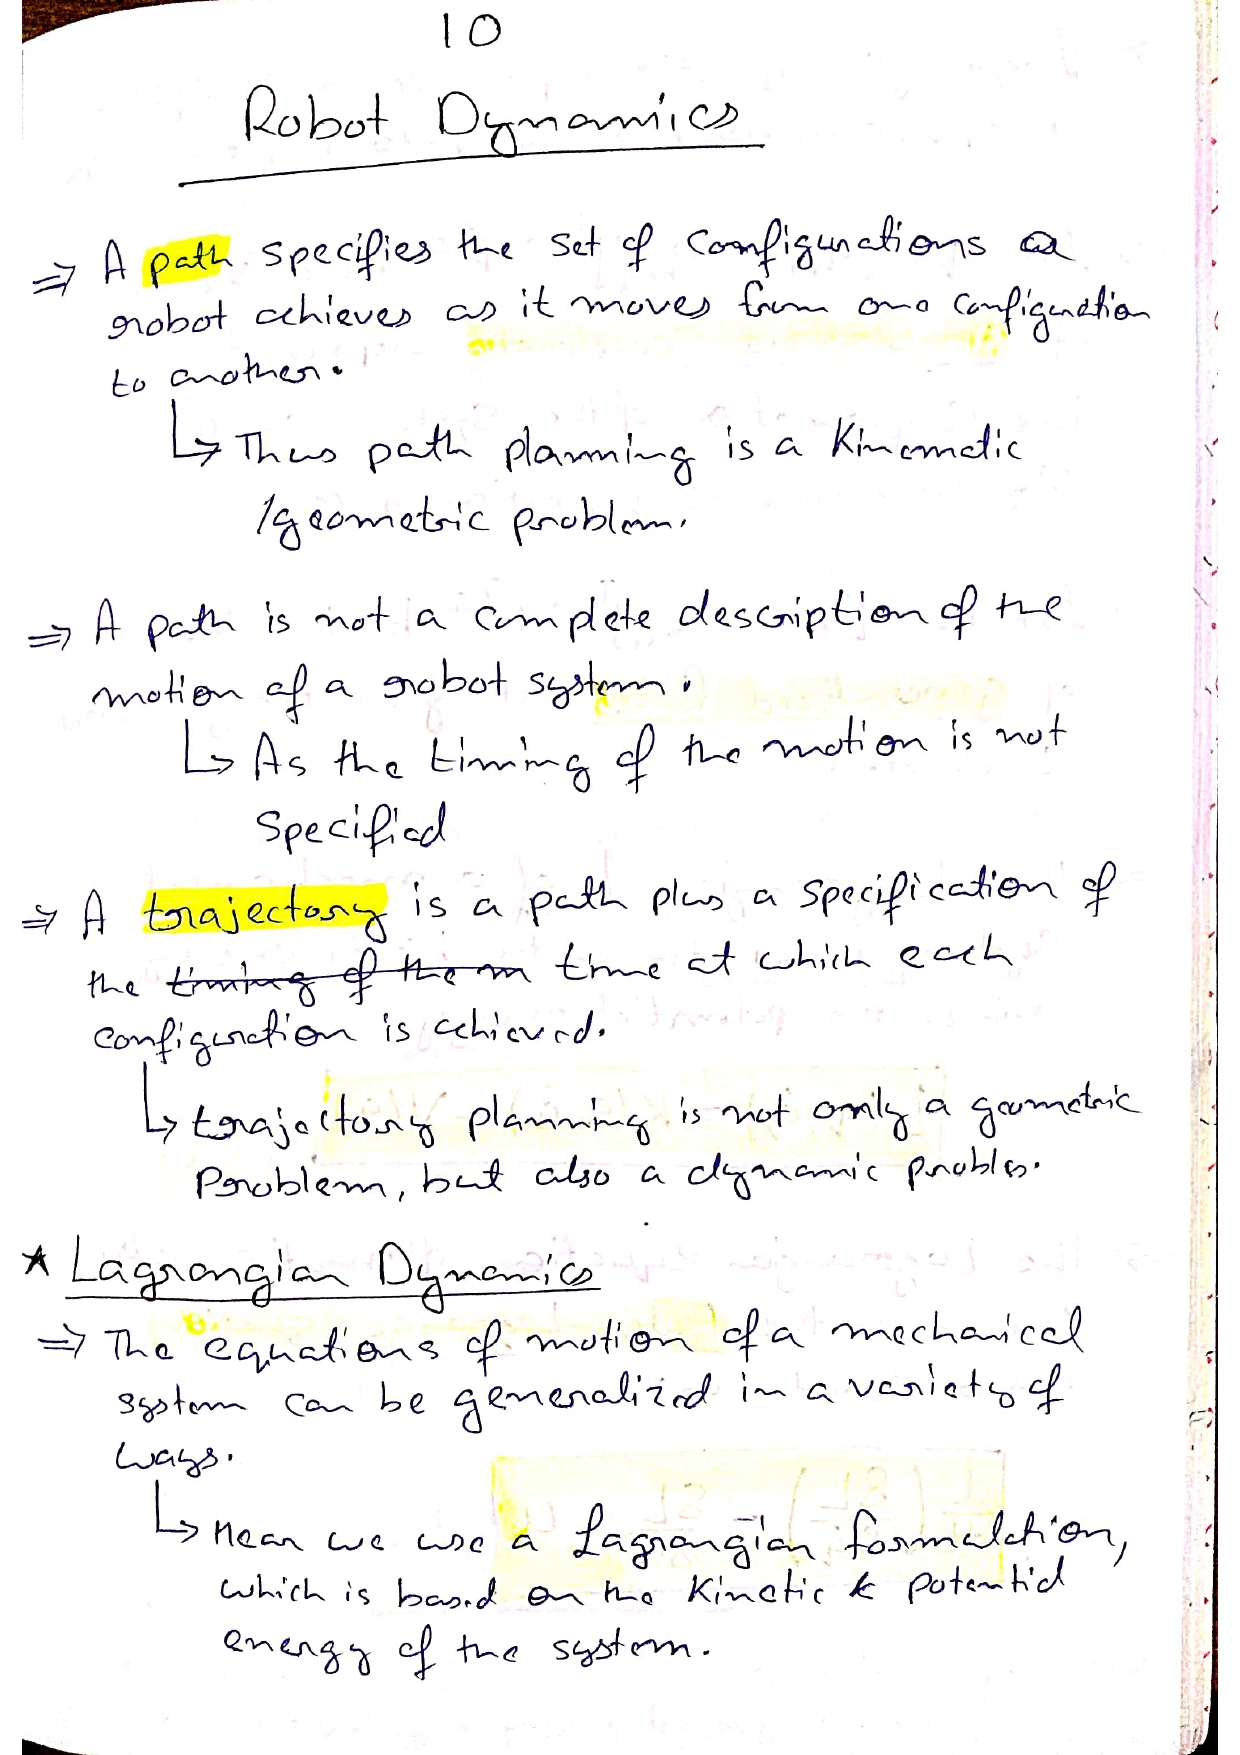 10
Robot Dynamics
⇒ A path specifies the set of configurations a
robot achieves as it moves from one configuration
to another.
↳ Thus path planning is a Kinematic
/geometric problem.
⇒ A path is not a complete description of the
motion of a robot system.
↳ As the timing of the motion is not
Specified
⇒ A trajectory is a path plus a specification of
the timing of the m time at which each
configuration is achieved.
↳ trajectory planning is not only a geometric
Problem, but also a dynamic problem.
★ Lagrangian Dynamics
⇒ The equations of motion of a mechanical
system can be generalized in a variety of
ways.
↳ Hear we use a Lagrangian formulation,
which is based on the Kinetic & potential
energy of the system.